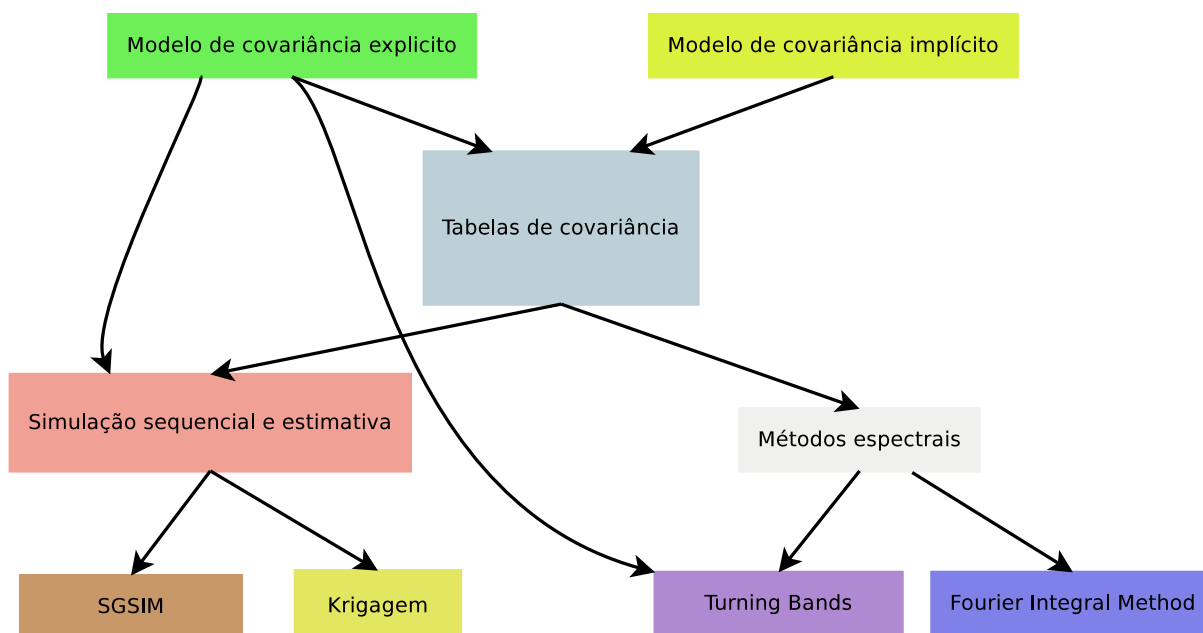 Modelo de covariância explicito
Modelo de covariância implícito
Tabelas de covariância
Simulação sequencial e estimativa
Métodos espectrais
SGSIM
Krigagem
Turning Bands
Fourier Integral Method